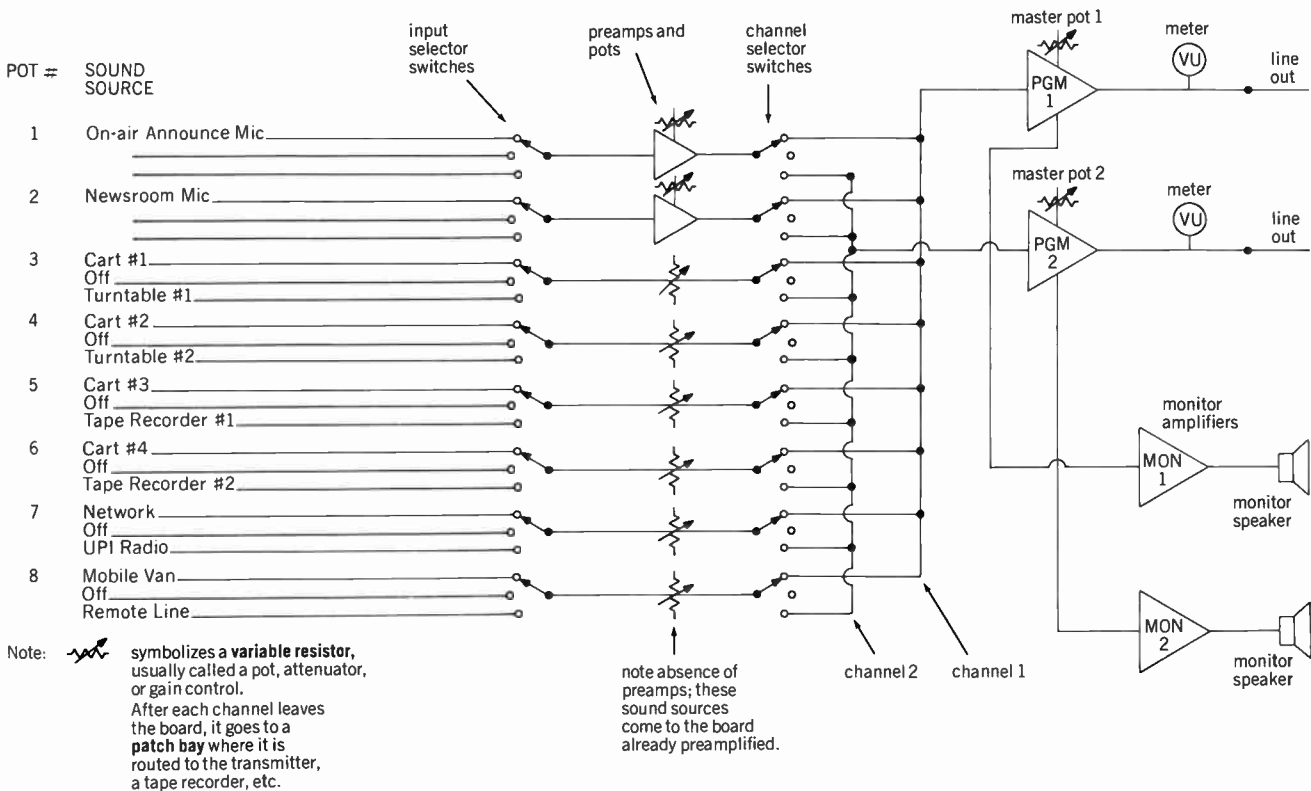 POT #
SOUND
SOURCE
input
selector
switches
preamps and
pots
channel
selector
switches
master pot 1
meter
VU
line
out
PGM
1
1 On-air Announce Mic
2 Newsroom Mic
master pot 2
meter
VU
line
out
PGM
2
3 Cart #1
Off
Turntable #1
4 Cart #2
Off
Turntable #2
5 Cart #3
Off
Tape Recorder #1
6 Cart #4
Off
Tape Recorder #2
7 Network
Off
UPI Radio
8 Mobile Van
Off
Remote Line
monitor
amplifiers
MON
1
monitor
speaker
MON
2
monitor
speaker
Note: symbolizes a variable resistor,
usually called a pot, attenuator,
or gain control.
After each channel leaves
the board, it goes to a
patch bay where it is
routed to the transmitter,
a tape recorder, etc.
note absence of
preamps; these
sound sources
come to the board
already preamplified.
channel 2
channel 1